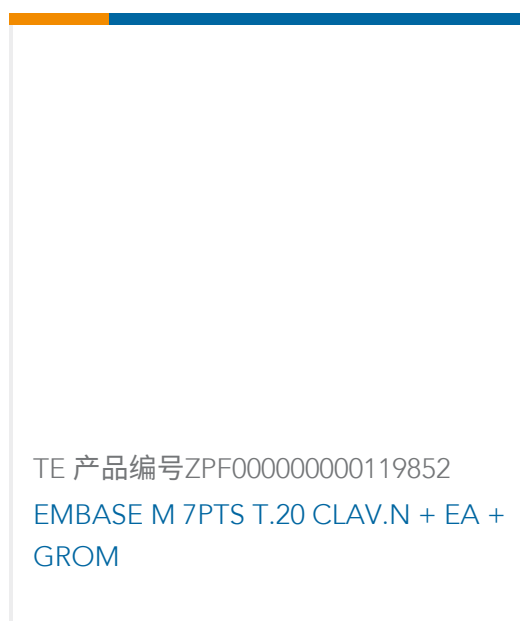 TE 产品编号ZPF000000000119852
EMBASE M 7PTS T.20 CLAV.N + EA +
GROM